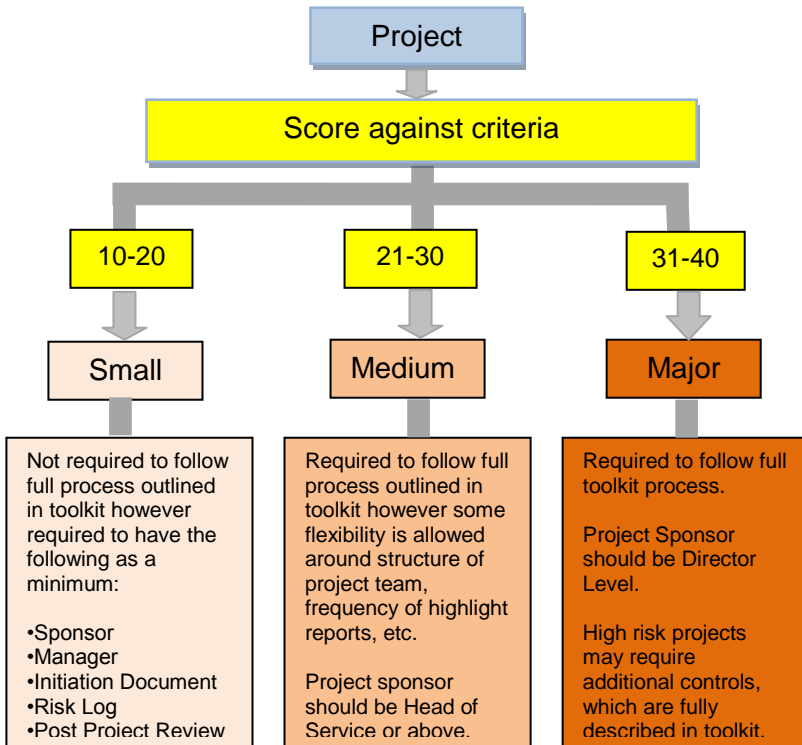 Project
Score against criteria
10-20
21-30
31-40
Small
Medium
Major
Not required to follow
full process outlined
in toolkit however
required to have the
following as a
minimum:
•Sponsor
•Manager
•Initiation Document
•Risk Log
•Post Project Review
Required to follow full
process outlined in
toolkit however some
flexibility is allowed
around structure of
project team,
frequency of highlight
reports, etc.
Project sponsor
should be Head of
Service or above.
Required to follow full
toolkit process.
Project Sponsor
should be Director
Level.
High risk projects
may require
additional controls,
which are fully
described in toolkit.